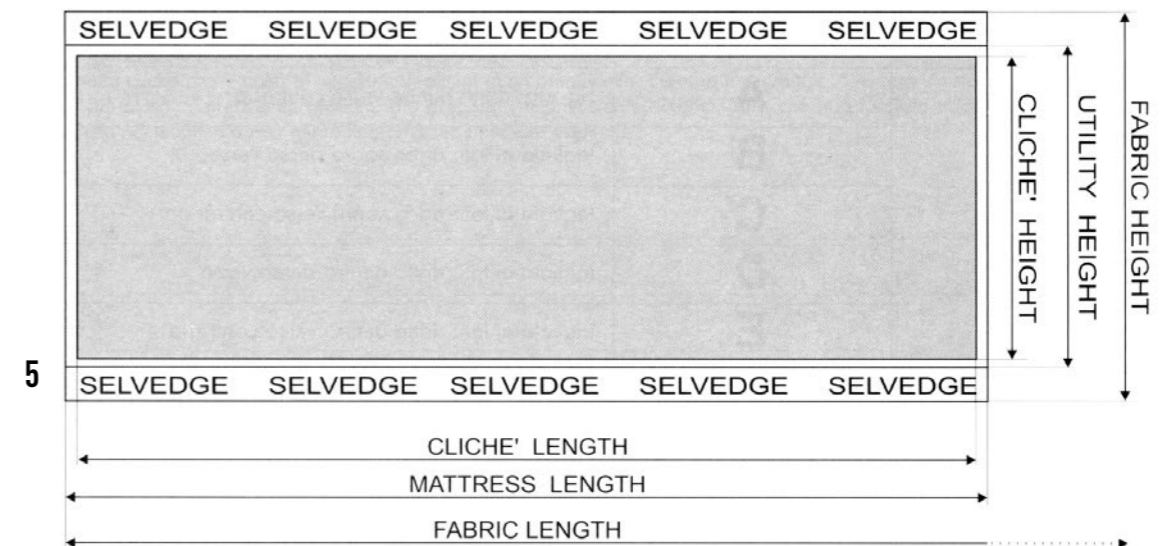 SELVEDGE SELVEDGE SELVEDGE SELVEDGE SELVEDGE
CLICHE' HEIGHT
UTILITY HEIGHT
FABRIC HEIGHT
5
SELVEDGE SELVEDGE SELVEDGE SELVEDGE SELVEDGE
CLICHE' LENGTH
MATTRESS LENGTH
FABRIC LENGTH